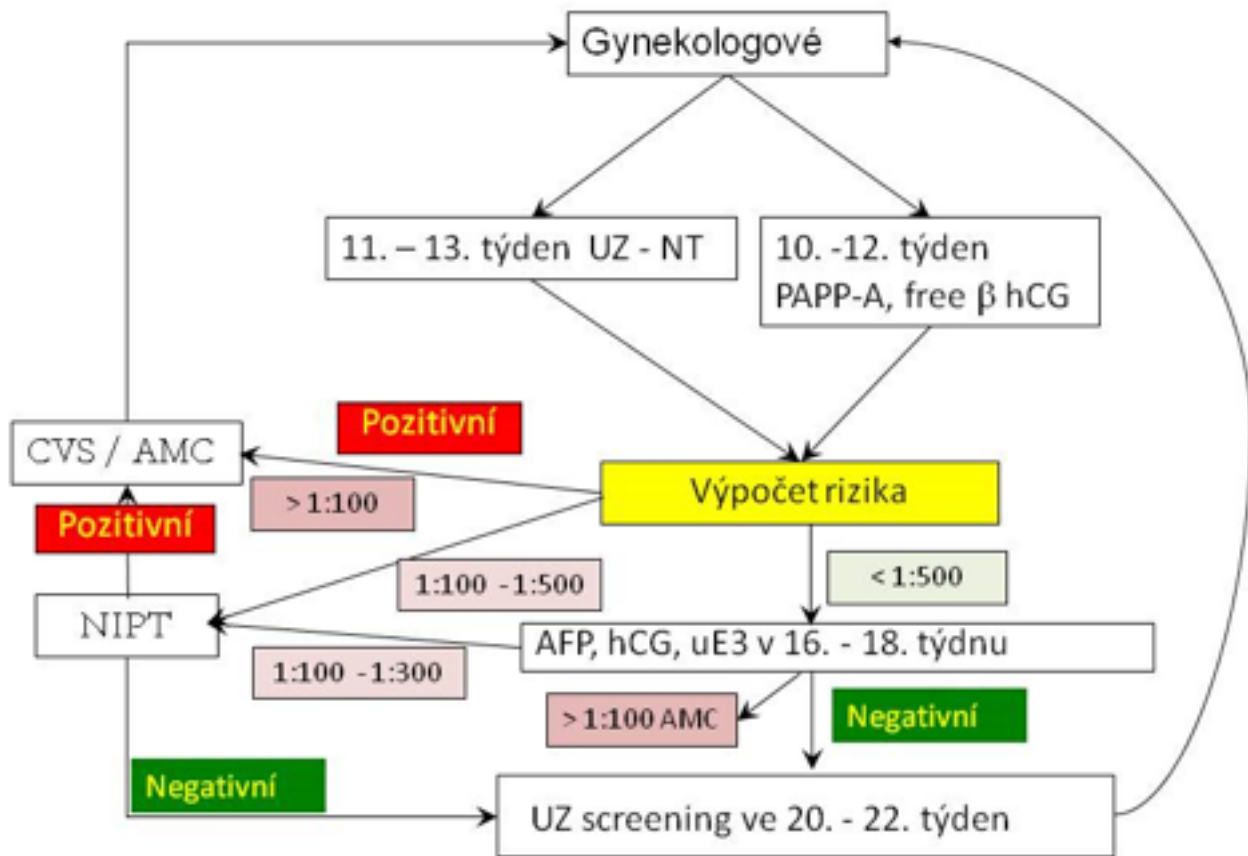 Gynekologové
11. – 13. týden UZ - NT
10. -12. týden
PAPP-A, free β hCG
Pozitivní
CVS / AMC
> 1:100
Výpočet rizika
Pozitivní
1:100 - 1:500
< 1:500
NIPT
AFP, hCG, uE3 v 16. - 18. týdnu
1:100 - 1:300
> 1:100 AMC
Negativní
Negativní
UZ screening ve 20. - 22. týden